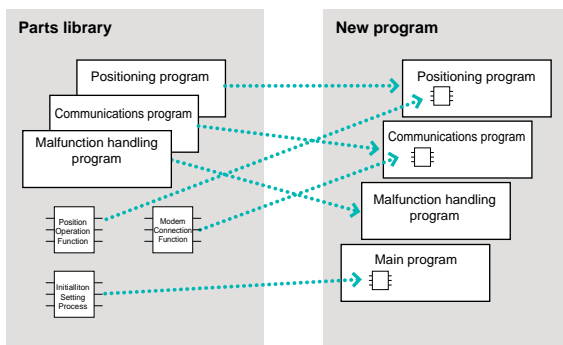 Parts library
Positioning program
Communications program
Malfunction handling
program
Position
Operation
Function
Modem
Connection
Function
Initialliton
Setting
Process
New program
Positioning program
Communications program
Malfunction handling
program
Main program